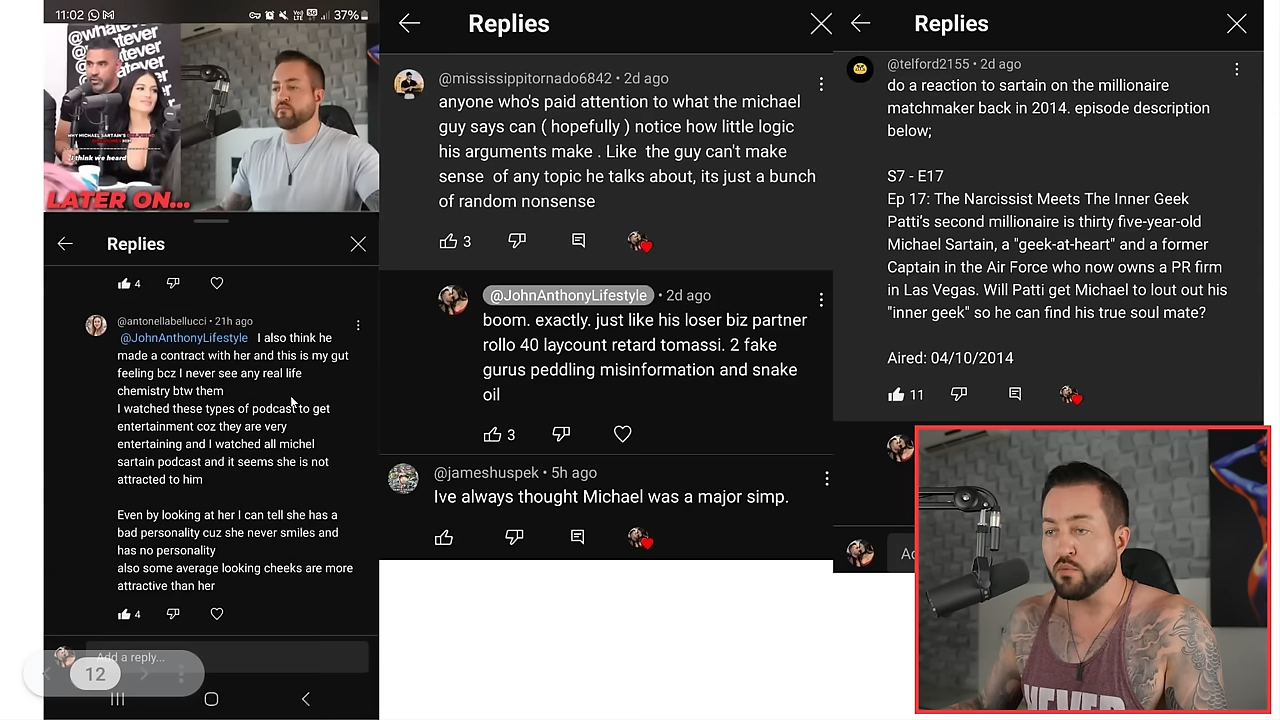 11:02
37%
@whatever
LATER ON...
I think we heard
Replies
4
@antonellabellucci • 21h ago
@JohnAnthonyLifestyle I also think he
made a contract with her and this is my gut
feeling bcz I never see any real life
chemistry btw them
I watched these types of podcast to get
entertainment coz they are very
entertaining and I watched all michel
sartain podcast and it seems she is not
attracted to him
Even by looking at her I can tell she has a
bad personality cuz she never smiles and
has no personality
also some average looking cheeks are more
attractive than her
4
Add a reply...
12
Replies
@mississippitornado6842 • 2d ago
anyone who's paid attention to what the michael
guy says can ( hopefully ) notice how little logic
his arguments make . Like the guy can't make
sense of any topic he talks about, its just a bunch
of random nonsense
3
@JohnAnthonyLifestyle • 2d ago
boom. exactly. just like his loser biz partner
rollo 40 laycount retard tomassi. 2 fake
gurus peddling misinformation and snake
oil
3
@jameshuspek • 5h ago
Ive always thought Michael was a major simp.
Replies
@telford2155 • 2d ago
do a reaction to sartain on the millionaire
matchmaker back in 2014. episode description
below;
S7 - E17
Ep 17: The Narcissist Meets The Inner Geek
Patti's second millionaire is thirty five-year-old
Michael Sartain, a "geek-at-heart" and a former
Captain in the Air Force who now owns a PR firm
in Las Vegas. Will Patti get Michael to lout out his
"inner geek" so he can find his true soul mate?
Aired: 04/10/2014
11
NEVER